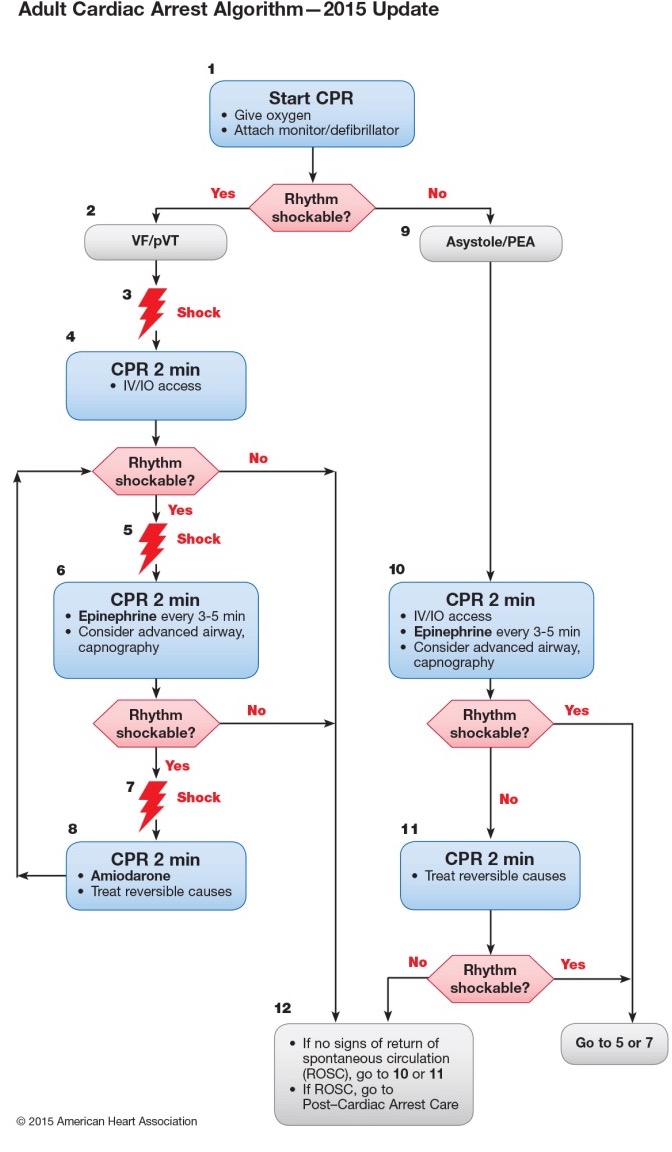 Adult Cardiac Arrest Algorithm—2015 Update
1
Start CPR
• Give oxygen
• Attach monitor/defibrillator
Rhythm
shockable?
Yes
No
2
VF/pVT
9
Asystole/PEA
3
Shock
4
CPR 2 min
• IV/IO access
Rhythm
shockable?
No
Yes
5
Shock
6
CPR 2 min
• Epinephrine every 3-5 min
• Consider advanced airway,
capnography
10
CPR 2 min
• IV/IO access
• Epinephrine every 3-5 min
• Consider advanced airway,
capnography
Rhythm
shockable?
No
Yes
Rhythm
shockable?
Yes
No
7
Shock
8
CPR 2 min
• Amiodarone
• Treat reversible causes
11
CPR 2 min
• Treat reversible causes
Rhythm
shockable?
No
Yes
12
• If no signs of return of
spontaneous circulation
(ROSC), go to 10 or 11
• If ROSC, go to
Post–Cardiac Arrest Care
Go to 5 or 7
© 2015 American Heart Association